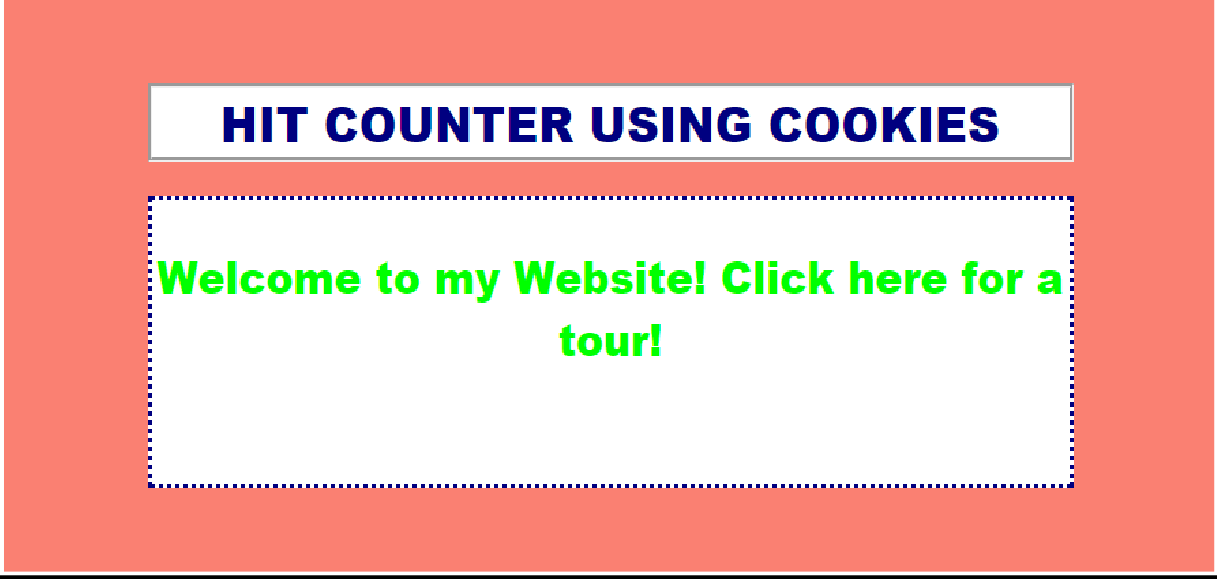 HIT COUNTER USING COOKIES
Welcome to my Website! Click here for a
tour!